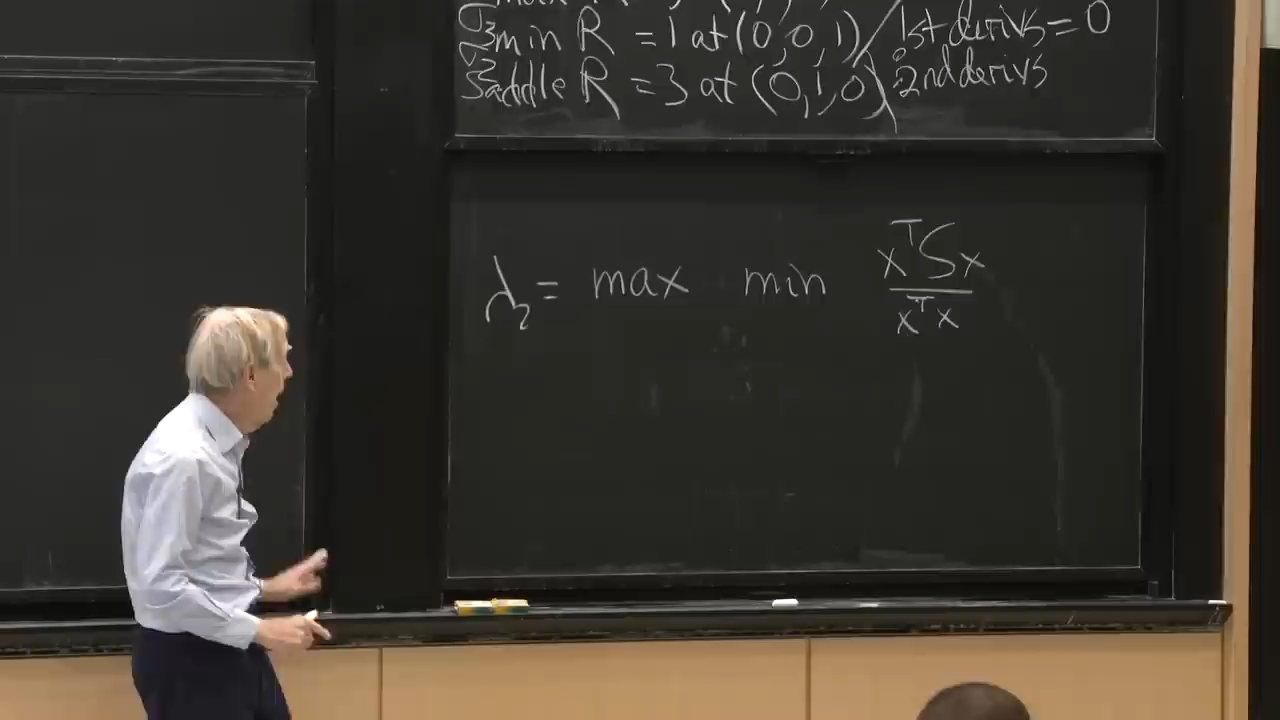 min R = 1 at (0, 0, 1) 1st derivs = 0
saddle R = 3 at (0, 1, 0) 2nd derivs
λ₂ = max min xᵀSx / xᵀx